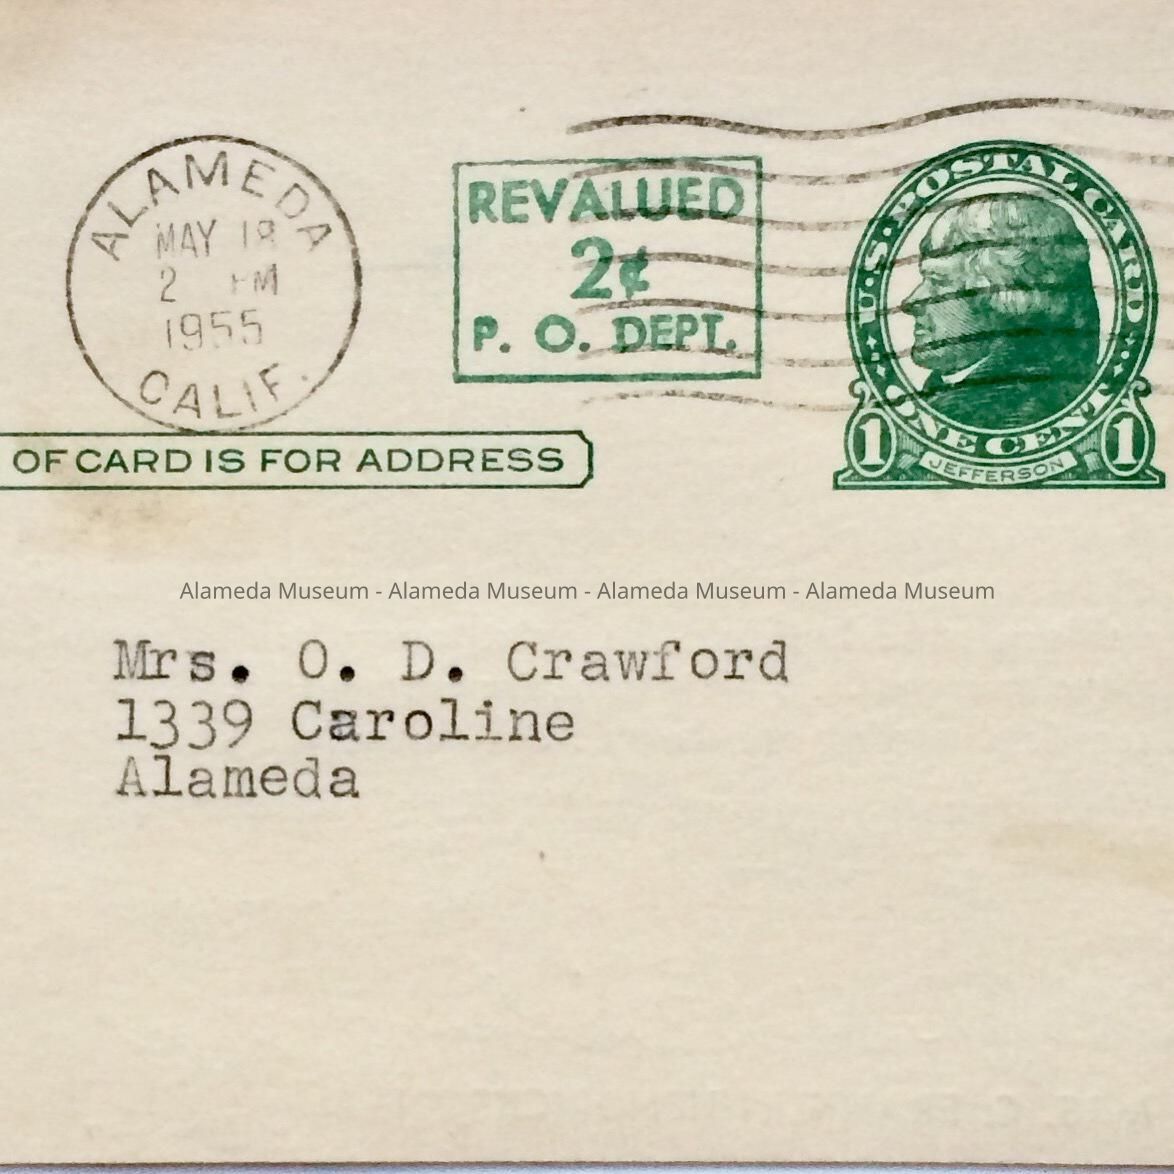 ALAMEDA
MAY 18
2 PM
1955
CALIF.
REVALUED
2¢
P. O. DEPT.
U.S. POSTAL CARD
ONE CENT
1 1
JEFFERSON
OF CARD IS FOR ADDRESS
Alameda Museum - Alameda Museum - Alameda Museum - Alameda Museum
Mrs. O. D. Crawford
1339 Caroline
Alameda